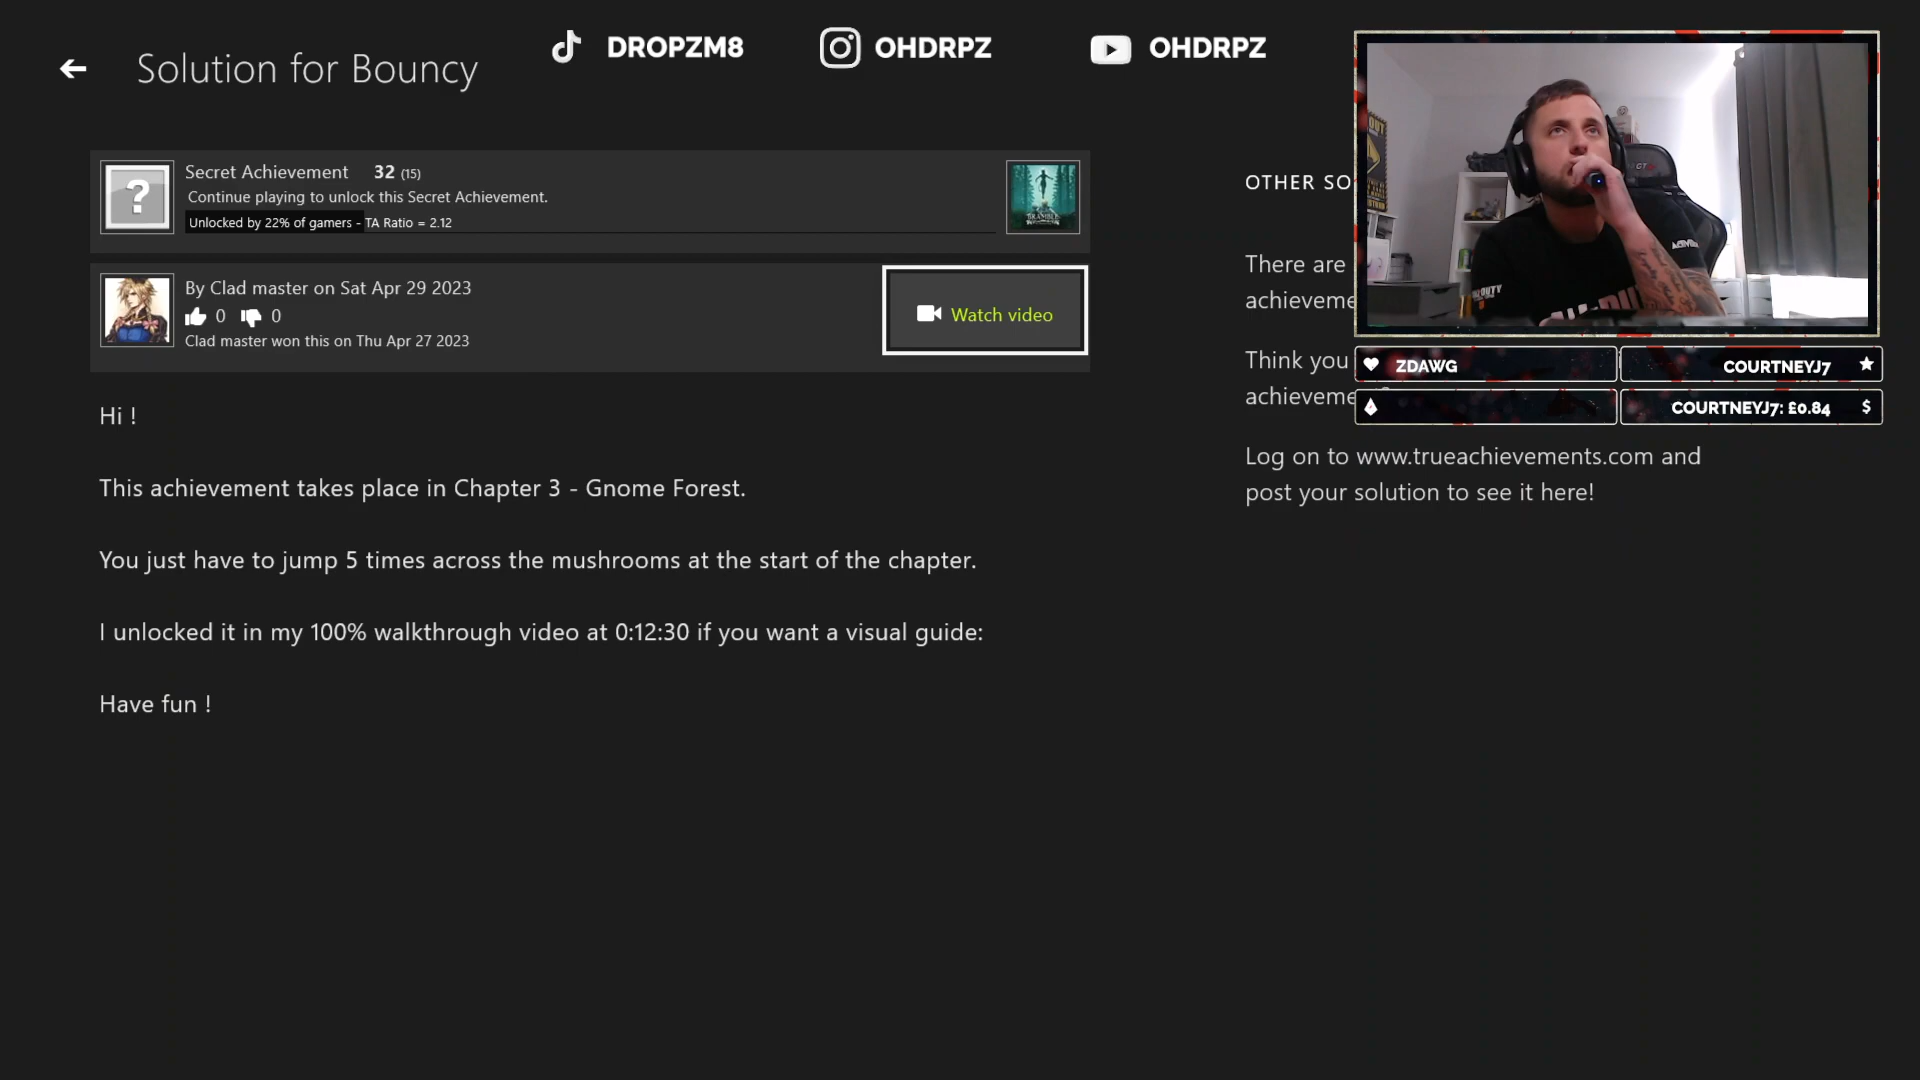 Solution for Bouncy
DROPZM8
OHDRPZ
OHDRPZ
Secret Achievement 32 (15)
Continue playing to unlock this Secret Achievement.
Unlocked by 22% of gamers - TA Ratio = 2.12
By Clad master on Sat Apr 29 2023
0 0
Clad master won this on Thu Apr 27 2023
Watch video
Hi !
This achievement takes place in Chapter 3 - Gnome Forest.
You just have to jump 5 times across the mushrooms at the start of the chapter.
I unlocked it in my 100% walkthrough video at 0:12:30 if you want a visual guide:
Have fun !
OTHER SO
There are
achieveme
Think you
achieveme
Log on to www.trueachievements.com and
post your solution to see it here!
ZDAWG
COURTNEYJ7
COURTNEYJ7: £0.84 $